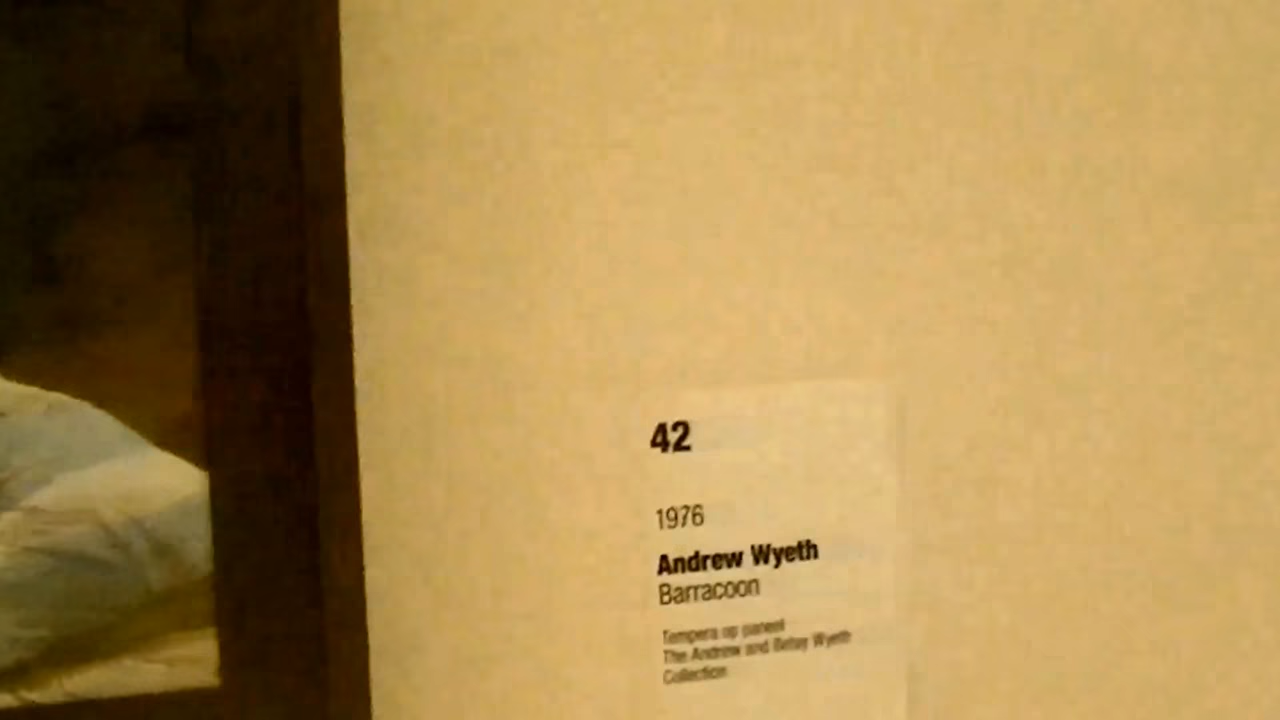 42
1976
Andrew Wyeth
Barracoon
Tempera op paneel
The Andrew and Betsy Wyeth
Collection